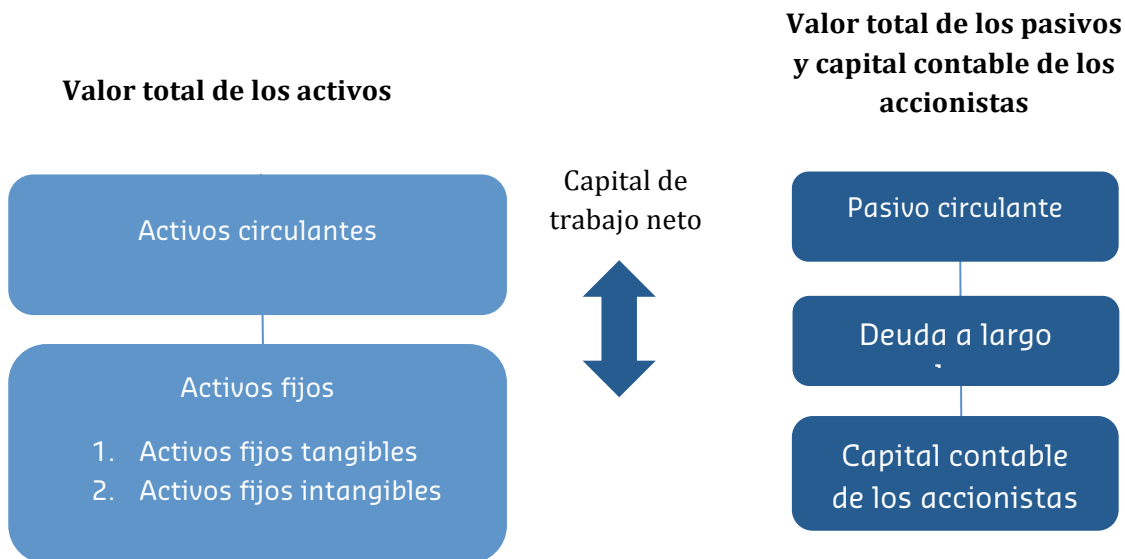 Valor total de los activos
Valor total de los pasivos
y capital contable de los
accionistas
Activos circulantes
Activos fijos
1. Activos fijos tangibles
2. Activos fijos intangibles
Capital de
trabajo neto
Pasivo circulante
Deuda a largo
Capital contable
de los accionistas